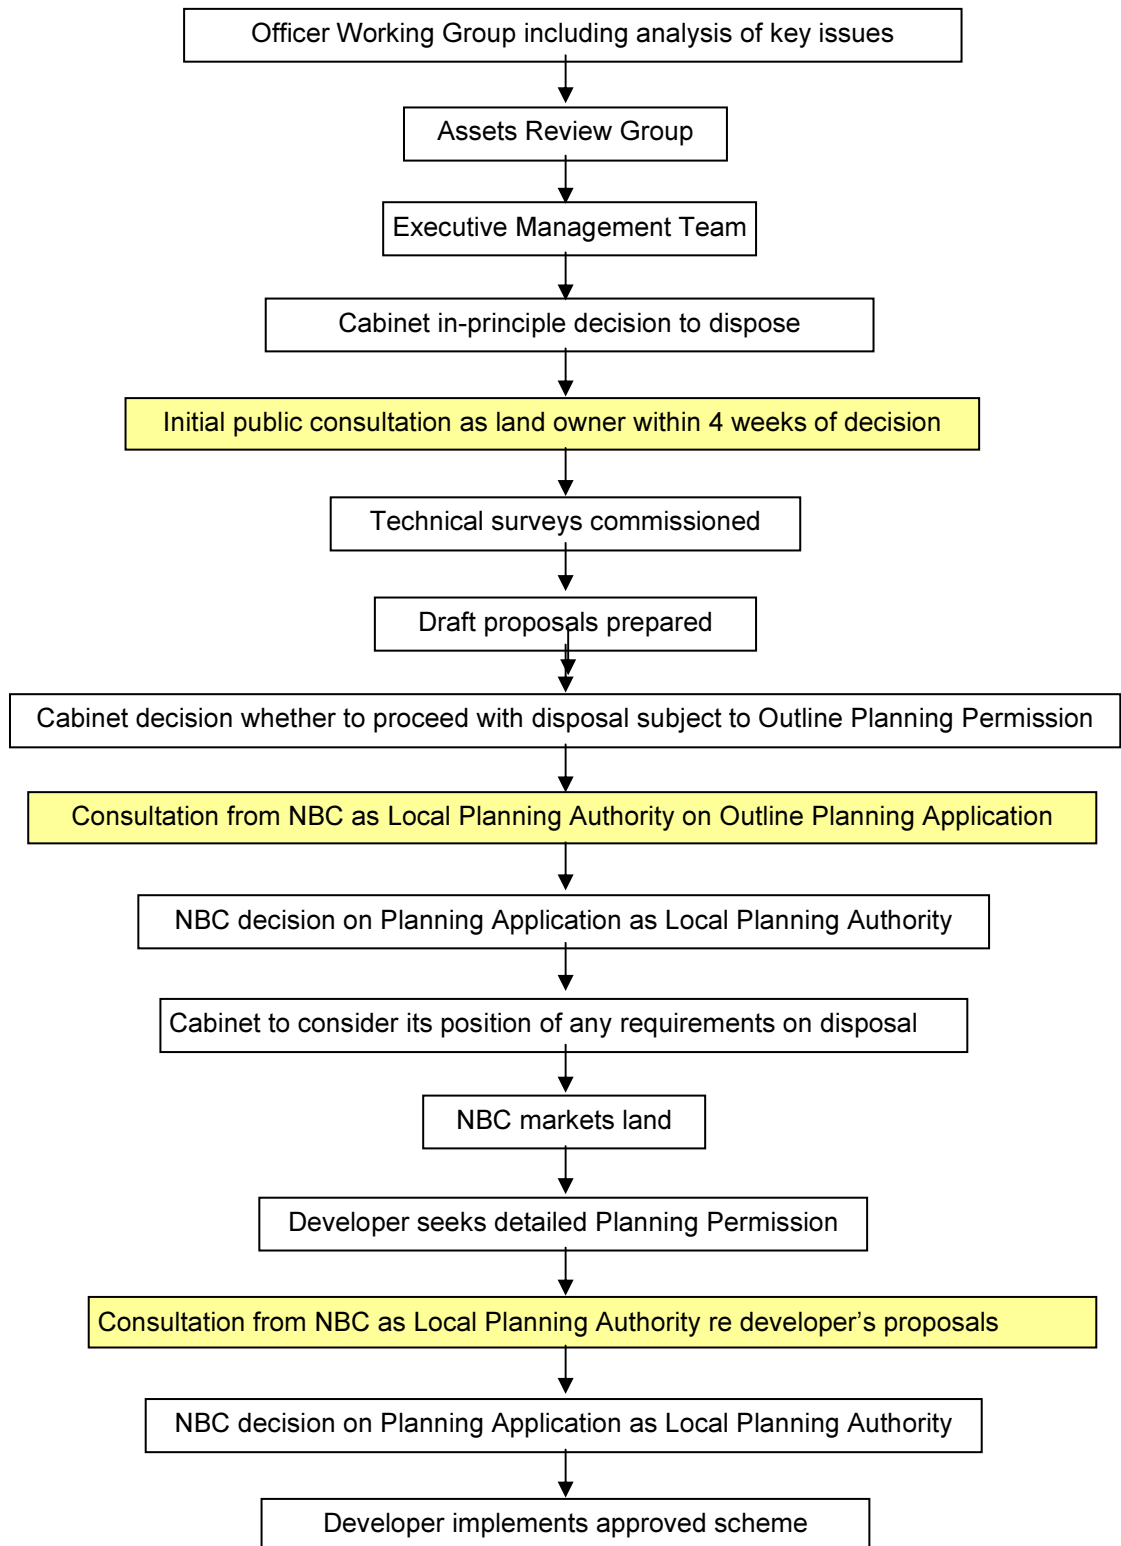 Officer Working Group including analysis of key issues
Assets Review Group
Executive Management Team
Cabinet in-principle decision to dispose
Initial public consultation as land owner within 4 weeks of decision
Technical surveys commissioned
Draft proposals prepared
Cabinet decision whether to proceed with disposal subject to Outline Planning Permission
Consultation from NBC as Local Planning Authority on Outline Planning Application
NBC decision on Planning Application as Local Planning Authority
Cabinet to consider its position of any requirements on disposal
NBC markets land
Developer seeks detailed Planning Permission
Consultation from NBC as Local Planning Authority re developer’s proposals
NBC decision on Planning Application as Local Planning Authority
Developer implements approved scheme